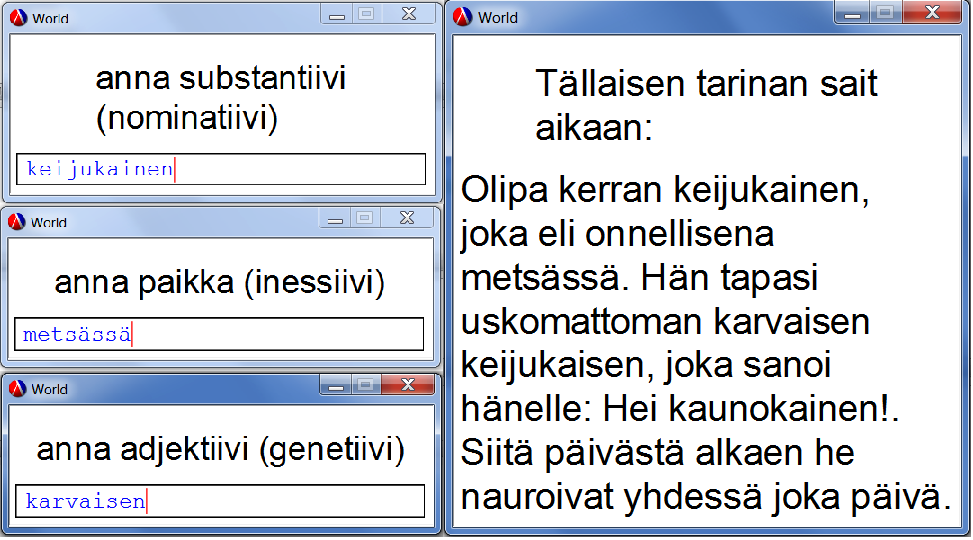 World
anna substantiivi
(nominatiivi)
keijukainen
World
anna paikka (inessiivi)
metsässä
World
anna adjektiivi (genetiivi)
karvaisen
World
Tällaisen tarinan sait
aikaan:
Olipa kerran keijukainen,
joka eli onnellisena
metsässä. Hän tapasi
uskomattoman karvaisen
keijukaisen, joka sanoi
hänelle: Hei kaunokainen!.
Siitä päivästä alkaen he
nauroivat yhdessä joka päivä.